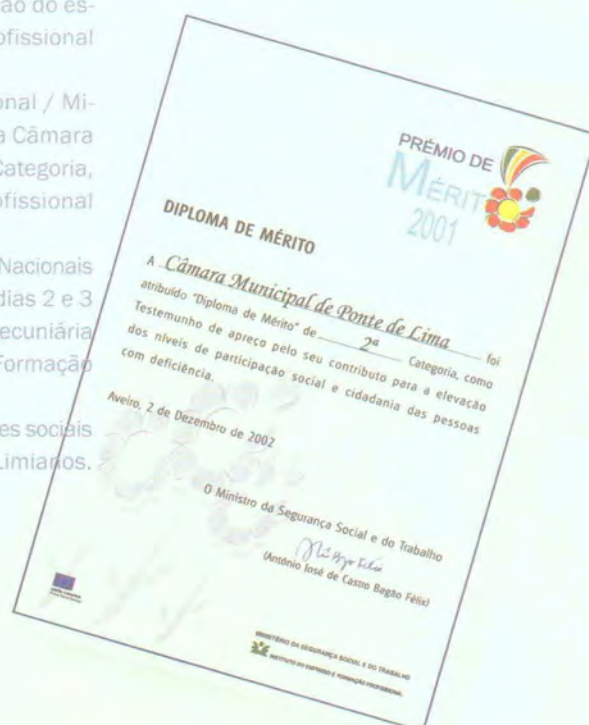 ão do es-
ofissional
onal / Mi-
a Câmara
Categoria,
ofissional
Nacionais
dias 2 e 3
ecuniária
Formação
es sociais
Limianos.
PRÉMIO DE
MÉRIT
2001
DIPLOMA DE MÉRITO
A Câmara Municipal de Ponte de Lima foi
atribuído "Diploma de Mérito" de 2ª Categoria, como
Testemunho de apreço pelo seu contributo para a elevação
dos níveis de participação social e cidadania das pessoas
com deficiência.
Aveiro, 2 de Dezembro de 2002
O Ministro da Segurança Social e do Trabalho
(António José de Castro Bagão Félix)
MINISTÉRIO DA SEGURANÇA SOCIAL E DO TRABALHO
INSTITUTO DO EMPREGO E FORMAÇÃO PROFISSIONAL